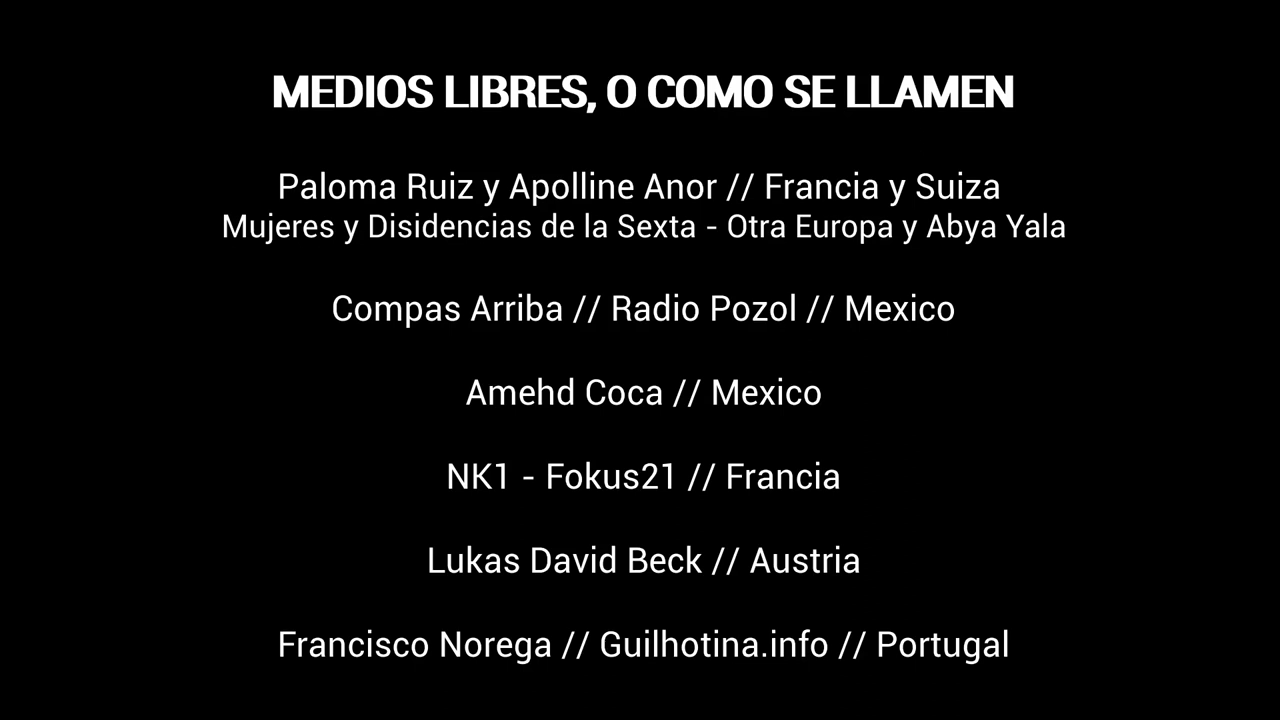 MEDIOS LIBRES, O COMO SE LLAMEN
Paloma Ruiz y Apolline Anor // Francia y Suiza
Mujeres y Disidencias de la Sexta - Otra Europa y Abya Yala
Compas Arriba // Radio Pozol // Mexico
Amehd Coca // Mexico
NK1 - Fokus21 // Francia
Lukas David Beck // Austria
Francisco Norega // Guilhotina.info // Portugal